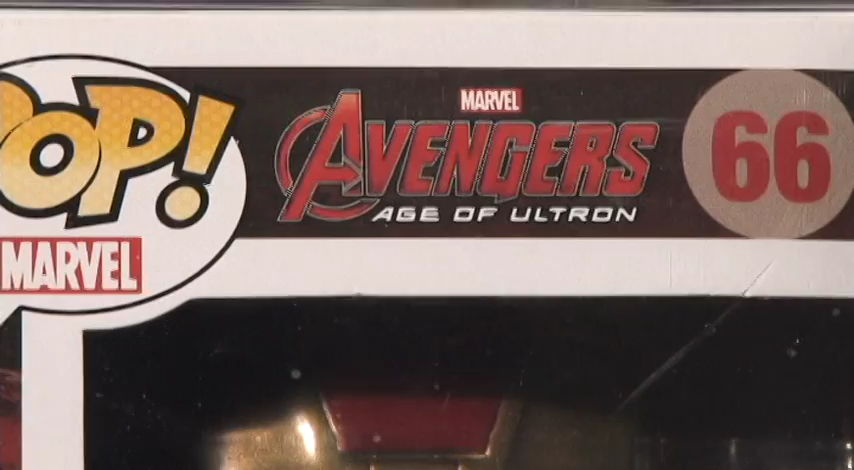 POP!
MARVEL
MARVEL
AVENGERS
AGE OF ULTRON
66